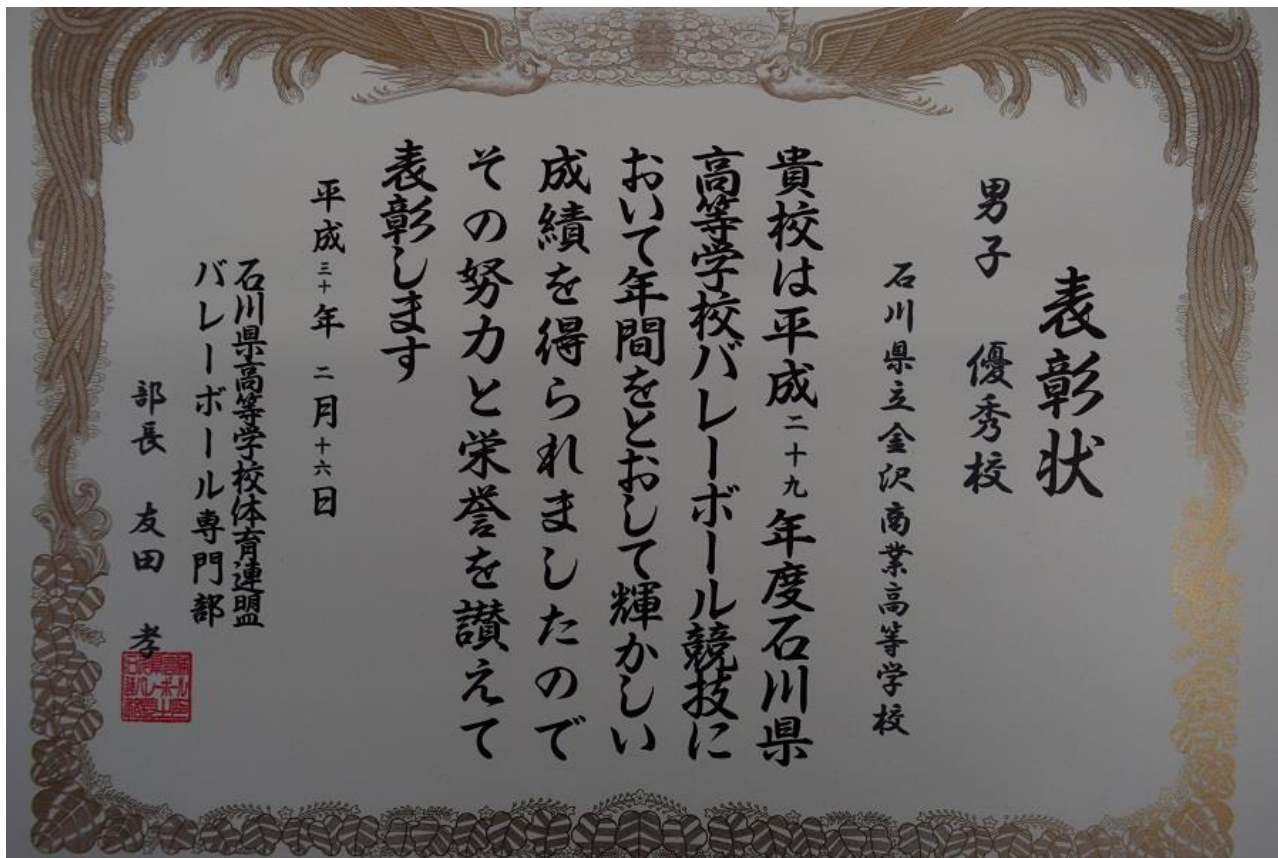 表彰状
男子 優秀校
石川県立金沢商業高等学校
貴校は平成二十九年度石川県
高等学校バレーボール競技に
おいて年間をとおして輝かしい
成績を得られましたので
その努力と栄誉を讃えて
表彰します
平成三十年 二月十六日
石川県高等学校体育連盟
バレーボール専門部
部長 友田 孝